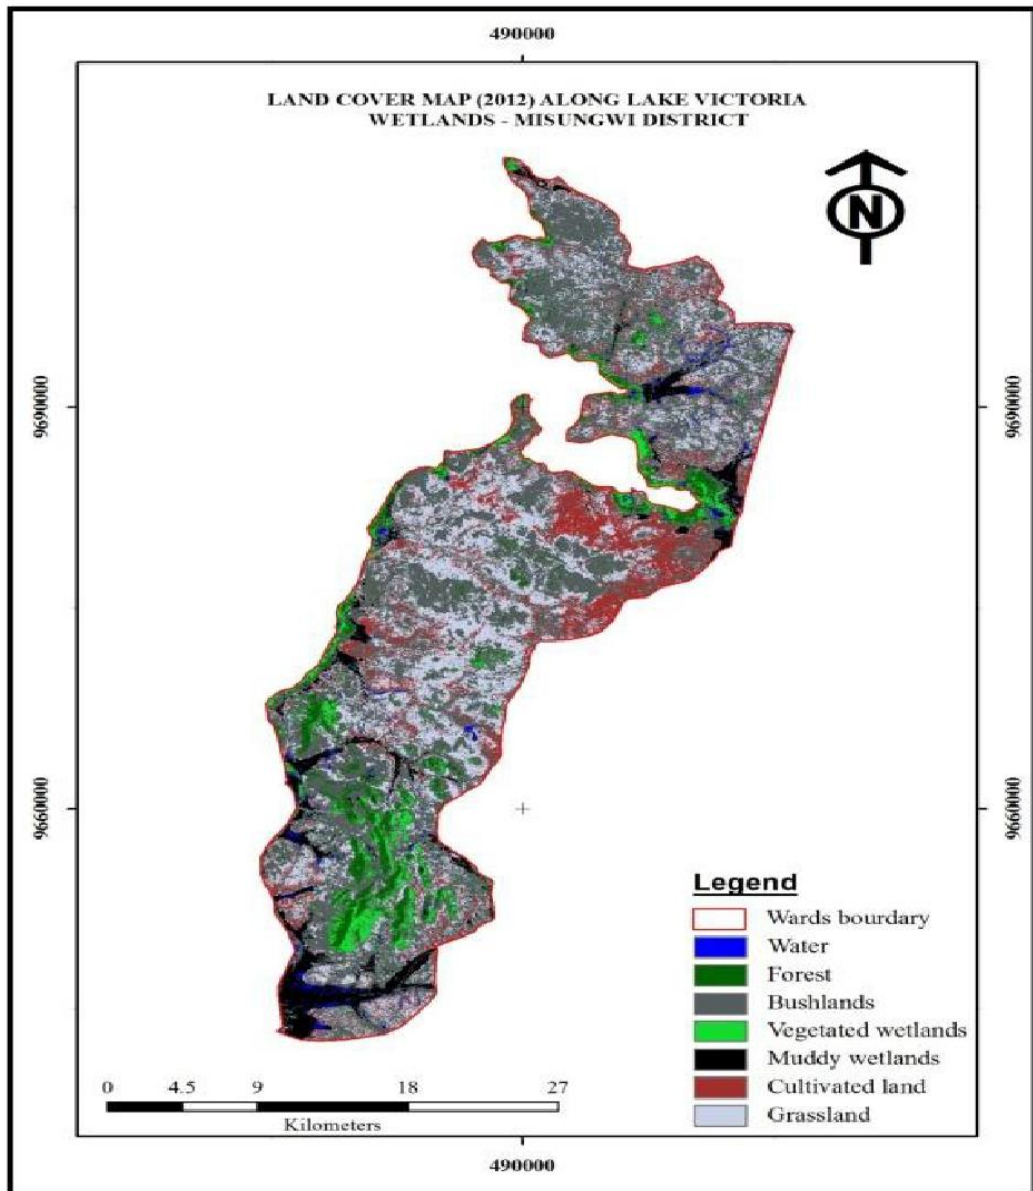 490000
LAND COVER MAP (2012) ALONG LAKE VICTORIA
WETLANDS - MISUNGWI DISTRICT
N
9690000
9690000
9660000
9660000
Legend
Wards bourdary
Water
Forest
Bushlands
Vegetated wetlands
Muddy wetlands
Cultivated land
Grassland
0 4.5 9 18 27
Kilometers
490000